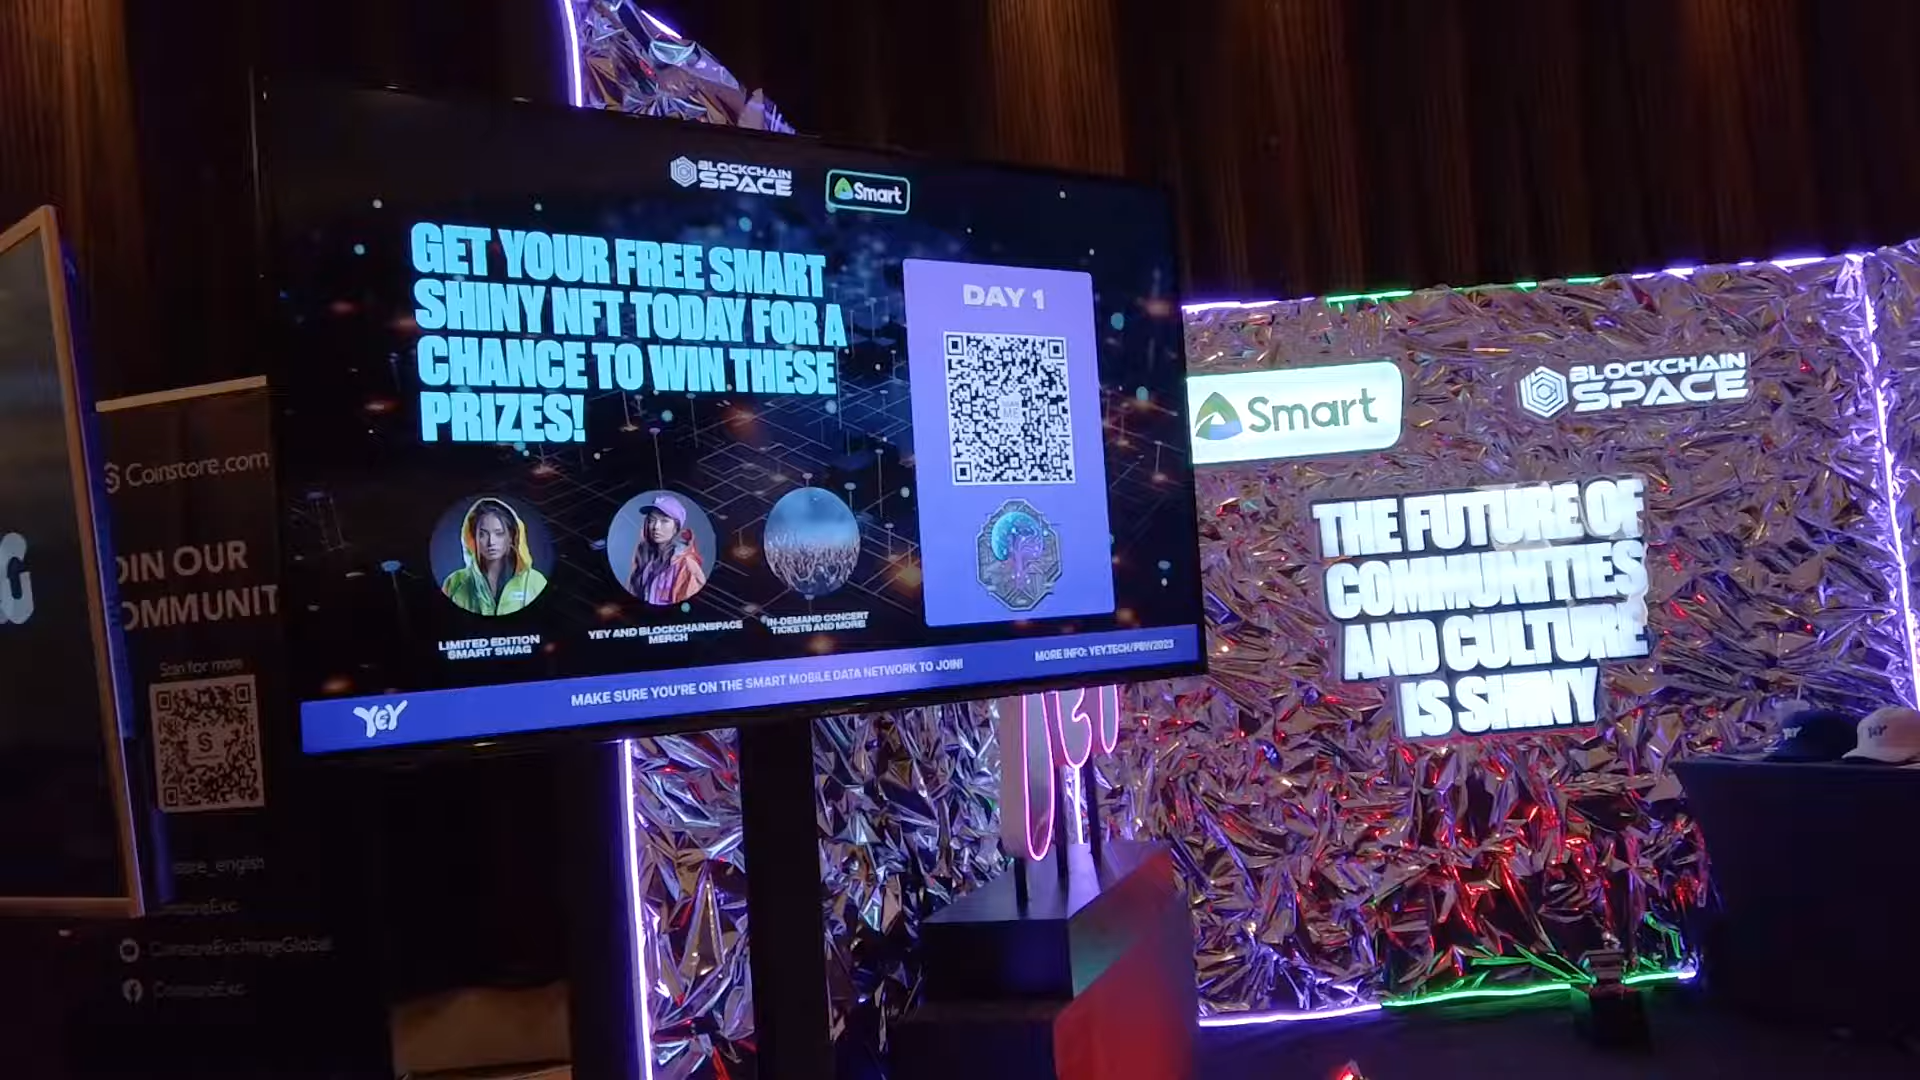 BLOCKCHAIN
SPACE
Smart
GET YOUR FREE SMART
SHINY NFT TODAY FOR A
CHANCE TO WIN THESE
PRIZES!
DAY 1
LIMITED EDITION
SMART SWAG
YEY AND BLOCKCHAINSPACE
MERCH
IN-DEMAND CONCERT
TICKETS AND MORE!
YEY
MAKE SURE YOU'RE ON THE SMART MOBILE DATA NETWORK TO JOIN!
MORE INFO: YEY.TECH/PBW2023
Smart
BLOCKCHAIN
SPACE
THE FUTURE OF
COMMUNITIES
AND CULTURE
IS SHINY
Coinstore.com
OIN OUR
OMMUNIT
Scan for more
CoinstoreExchangeGlobal
CoinstoreExc
G
YEY